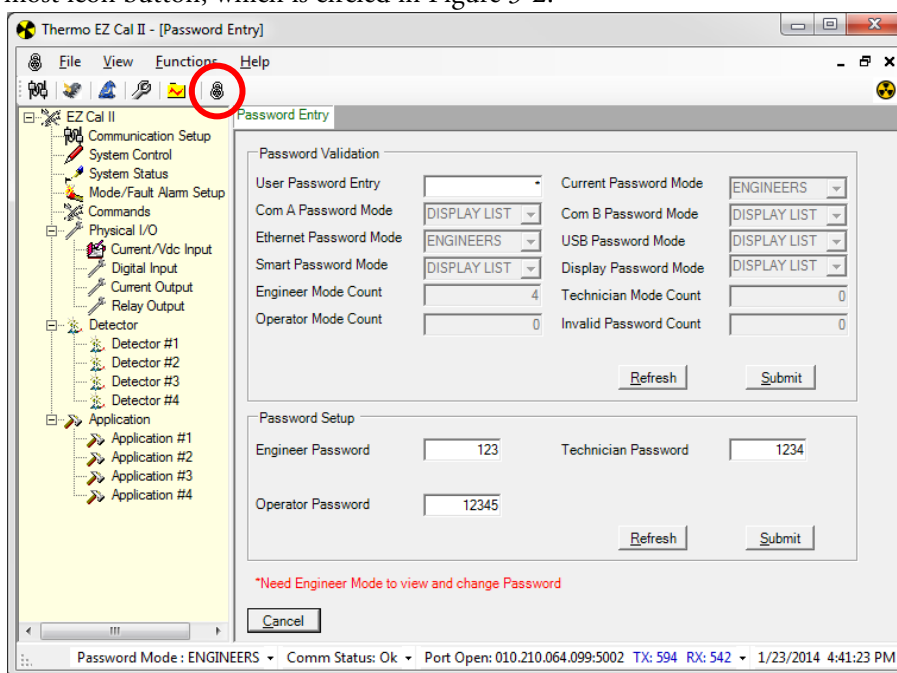 most icon button, which is circled in Figure 3-2.
Thermo EZ Cal II - [Password Entry]
File View Functions Help
EZ Cal II
Communication Setup
System Control
System Status
Mode/Fault Alarm Setup
Commands
Physical I/O
Current/Vdc Input
Digital Input
Current Output
Relay Output
Detector
Detector #1
Detector #2
Detector #3
Detector #4
Application
Application #1
Application #2
Application #3
Application #4
Password Entry
Password Validation
User Password Entry * Current Password Mode ENGINEERS
Com A Password Mode DISPLAY LIST Com B Password Mode DISPLAY LIST
Ethernet Password Mode ENGINEERS USB Password Mode DISPLAY LIST
Smart Password Mode DISPLAY LIST Display Password Mode DISPLAY LIST
Engineer Mode Count 4 Technician Mode Count 0
Operator Mode Count 0 Invalid Password Count 0
Refresh Submit
Password Setup
Engineer Password 123 Technician Password 1234
Operator Password 12345
Refresh Submit
*Need Engineer Mode to view and change Password
Cancel
Password Mode : ENGINEERS Comm Status: Ok Port Open: 010.210.064.099:5002 TX: 594 RX: 542 1/23/2014 4:41:23 PM